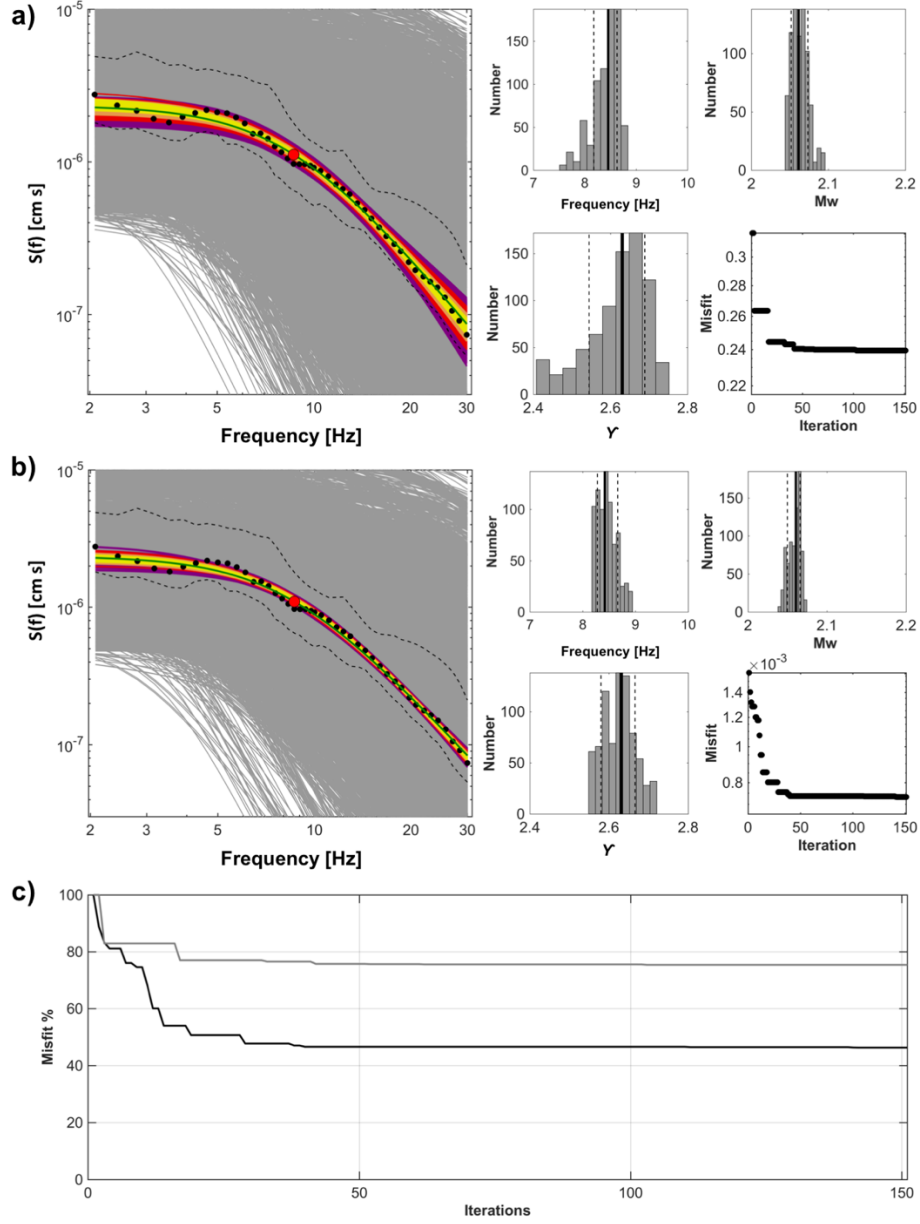 a)
10^-5
10^-6
10^-7
S(f) [cm s]
2 3 5 10 20 30
Frequency [Hz]
150
100
50
0
Number
7 8 9 10
Frequency [Hz]
150
100
50
0
Number
2 2.1 2.2
Mw
150
100
50
0
Number
2.4 2.6 2.8
ϒ
0.3
0.28
0.26
0.24
0.22
Misfit
0 50 100 150
Iteration
b)
10^-5
10^-6
10^-7
S(f) [cm s]
2 3 5 10 20 30
Frequency [Hz]
100
50
0
Number
7 8 9 10
Frequency [Hz]
150
100
50
0
Number
2 2.1 2.2
Mw
100
50
0
Number
2.4 2.6 2.8
ϒ
×10^-3
1.4
1.2
1
0.8
Misfit
0 50 100 150
Iteration
c)
100
80
60
40
20
0
Misfit %
0 50 100 150
Iterations